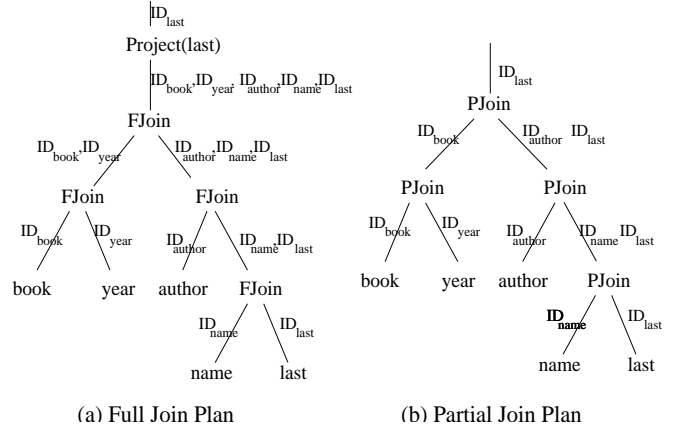 ID_last
Project(last)
ID_book,ID_year, ID_author,ID_name,ID_last
FJoin
ID_book,ID_year ID_author,ID_name,ID_last
FJoin FJoin
ID_book ID_year ID_author ID_name,ID_last
book year author FJoin
ID_name ID_last
name last
(a) Full Join Plan
ID_last
PJoin
ID_book ID_author ID_last
PJoin PJoin
ID_book ID_year ID_author ID_name ID_last
book year author PJoin
ID_name ID_last
name last
(b) Partial Join Plan